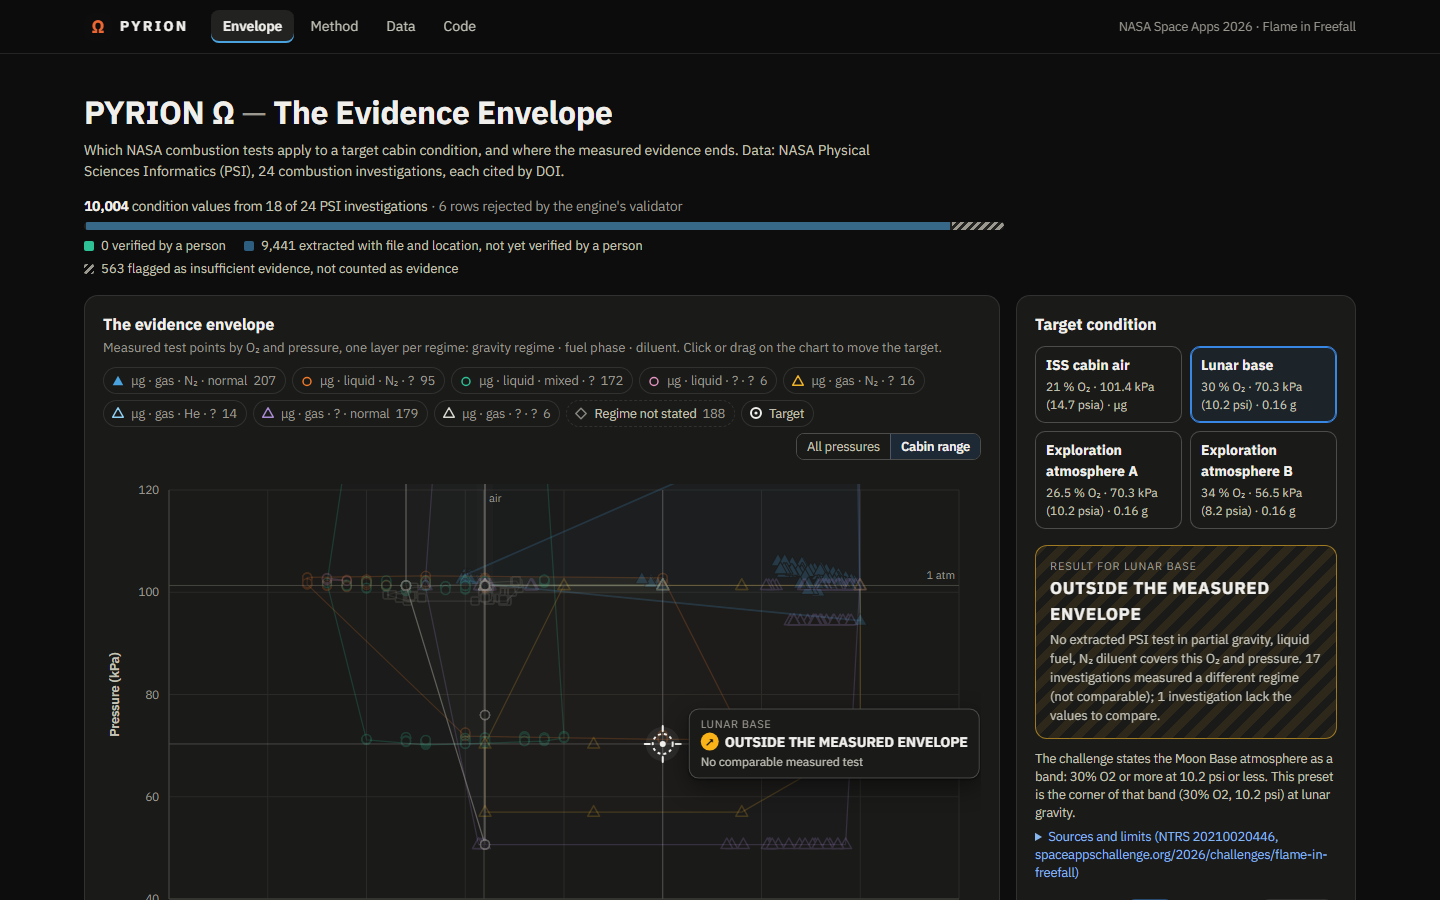 Ω PYRION Envelope Method Data Code NASA Space Apps 2026 · Flame in Freefall
PYRION Ω — The Evidence Envelope
Which NASA combustion tests apply to a target cabin condition, and where the measured evidence ends. Data: NASA Physical
Sciences Informatics (PSI), 24 combustion investigations, each cited by DOI.
10,004 condition values from 18 of 24 PSI investigations · 6 rows rejected by the engine's validator
0 verified by a person 9,441 extracted with file and location, not yet verified by a person
563 flagged as insufficient evidence, not counted as evidence
The evidence envelope
Measured test points by O₂ and pressure, one layer per regime: gravity regime · fuel phase · diluent. Click or drag on the chart to move the target.
μg · gas · N₂ · normal 207 μg · liquid · N₂ · ? 95 μg · liquid · mixed · ? 172 μg · liquid · ? · ? 6 μg · gas · N₂ · ? 16
μg · gas · He · ? 14 μg · gas · ? · normal 179 μg · gas · ? · ? 6 Regime not stated 188 Target
All pressures Cabin range
120
air
1 atm
100
Pressure (kPa)
80
LUNAR BASE
OUTSIDE THE MEASURED ENVELOPE
No comparable measured test
60
40
Target condition
ISS cabin air
21 % O₂ · 101.4 kPa
(14.7 psia) · μg
Lunar base
30 % O₂ · 70.3 kPa
(10.2 psi) · 0.16 g
Exploration
atmosphere A
26.5 % O₂ · 70.3 kPa
(10.2 psia) · 0.16 g
Exploration
atmosphere B
34 % O₂ · 56.5 kPa
(8.2 psia) · 0.16 g
RESULT FOR LUNAR BASE
OUTSIDE THE MEASURED
ENVELOPE
No extracted PSI test in partial gravity, liquid
fuel, N₂ diluent covers this O₂ and pressure. 17
investigations measured a different regime
(not comparable); 1 investigation lack the
values to compare.
The challenge states the Moon Base atmosphere as a
band: 30% O2 or more at 10.2 psi or less. This preset
is the corner of that band (30% O2, 10.2 psi) at lunar
gravity.
Sources and limits (NTRS 20210020446,
spaceappschallenge.org/2026/challenges/flame-in-
freefall)